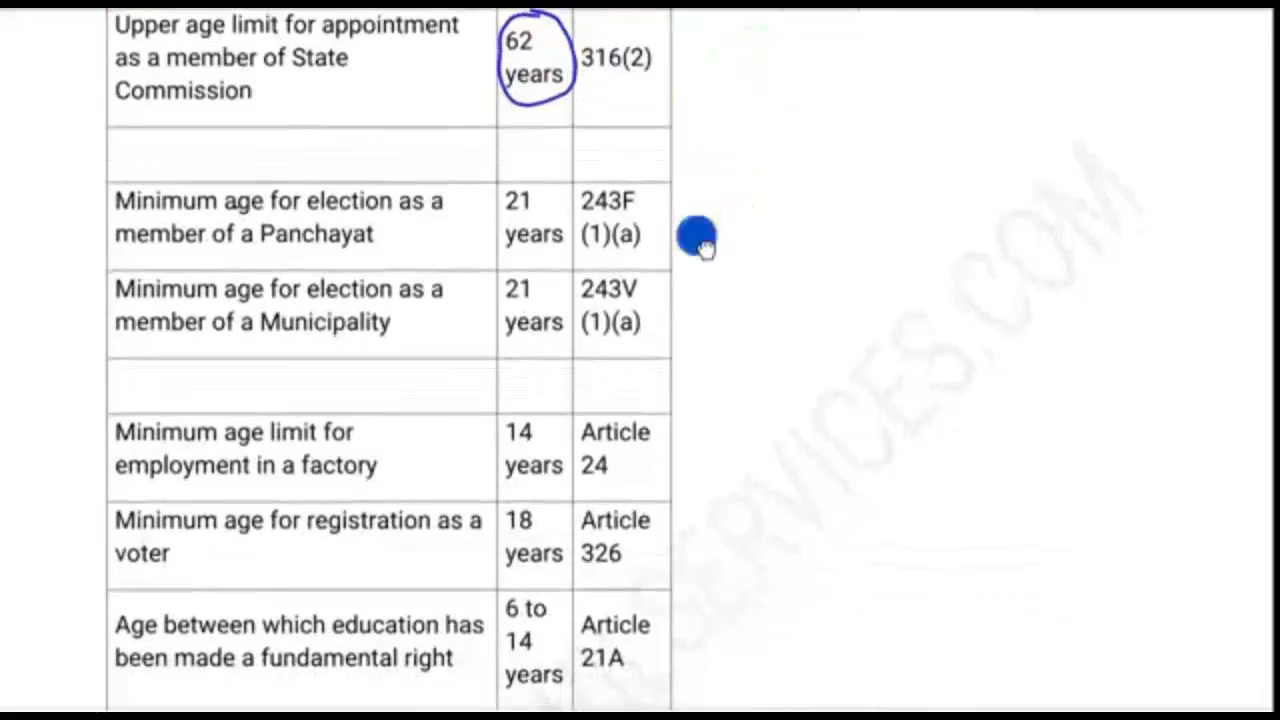 Upper age limit for appointment
as a member of State
Commission
62
years
316(2)
Minimum age for election as a
member of a Panchayat
21
years
243F
(1)(a)
Minimum age for election as a
member of a Municipality
21
years
243V
(1)(a)
Minimum age limit for
employment in a factory
14
years
Article
24
Minimum age for registration as a
voter
18
years
Article
326
Age between which education has
been made a fundamental right
6 to
14
years
Article
21A
SERVICES.COM